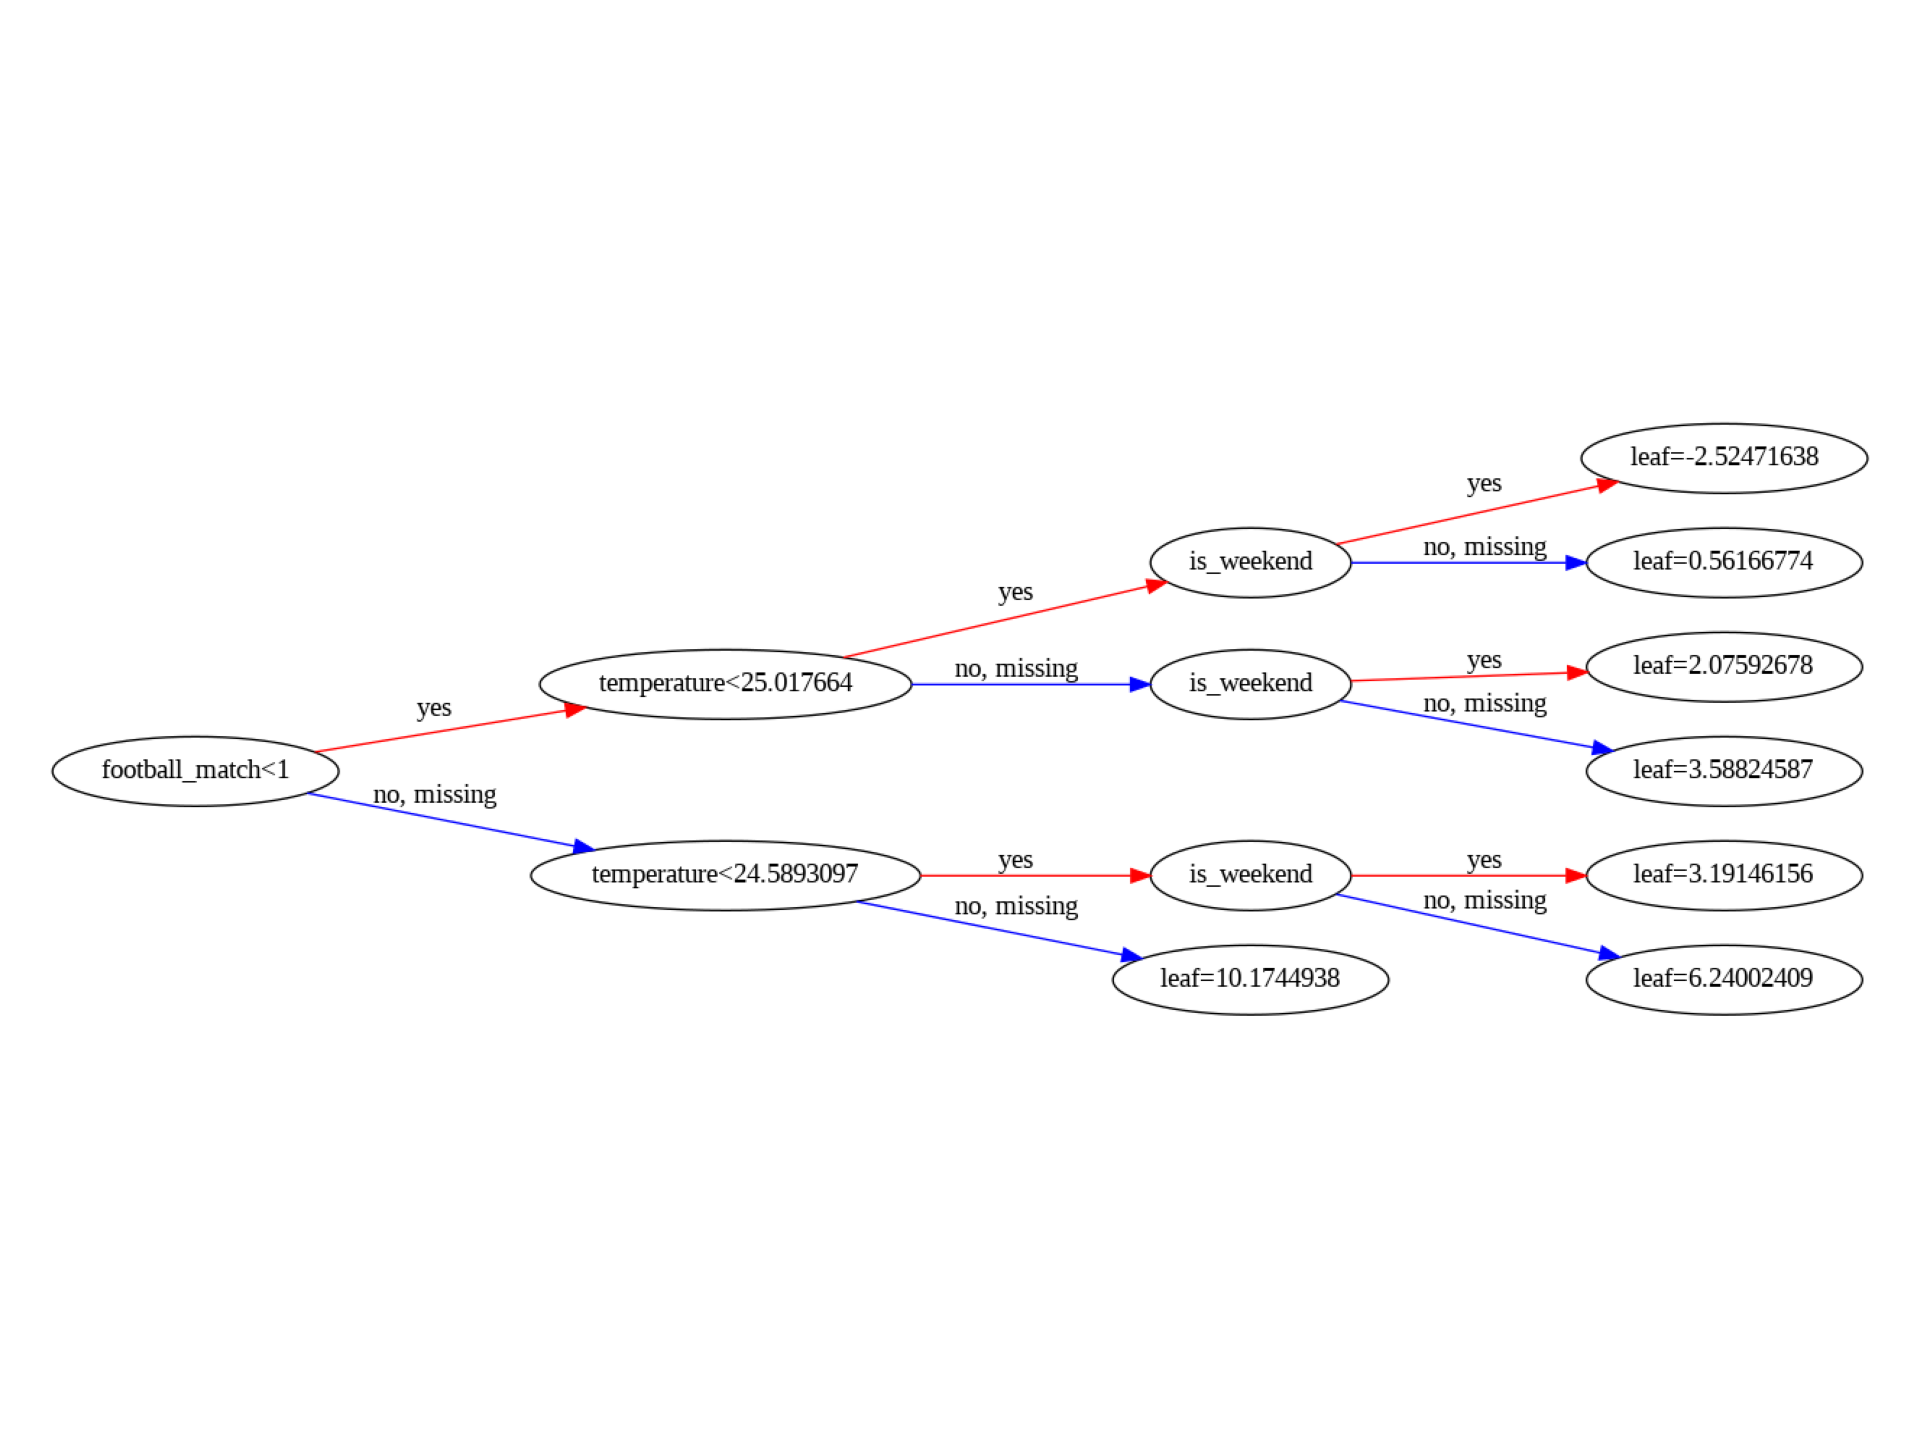 leaf=-2.52471638
yes
no, missing
is_weekend
leaf=0.56166774
yes
yes
no, missing
leaf=2.07592678
temperature<25.017664
is_weekend
yes
no, missing
football_match<1
leaf=3.58824587
no, missing
yes
yes
temperature<24.5893097
is_weekend
leaf=3.19146156
no, missing
no, missing
leaf=10.1744938
leaf=6.24002409